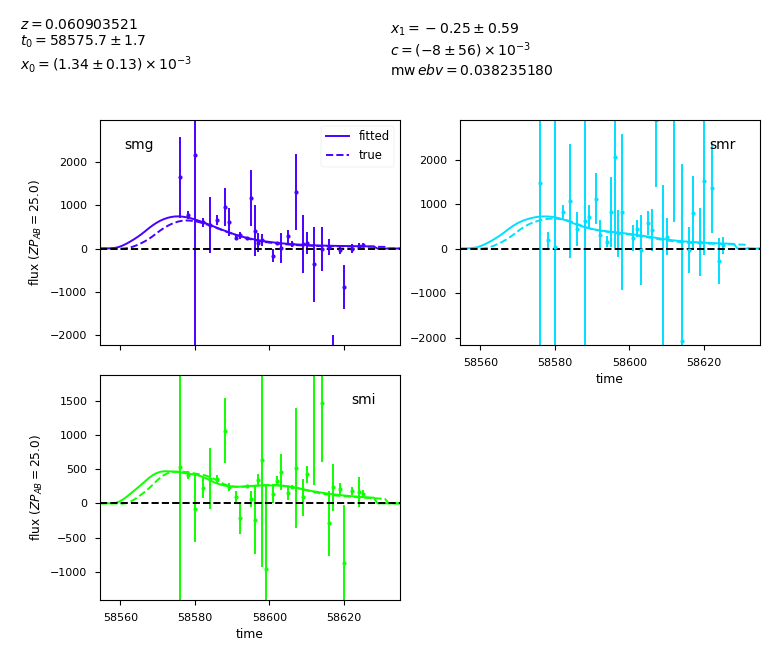 z = 0.060903521
t₀ = 58575.7 ± 1.7
x₀ = (1.34 ± 0.13) × 10⁻³
x₁ = −0.25 ± 0.59
c = (−8 ± 56) × 10⁻³
mw ebv = 0.038235180
smg
fitted
true
2000
1000
0
−1000
−2000
flux (ZP_AB = 25.0)
smr
2000
1000
0
−1000
−2000
58560 58580 58600 58620
time
smi
1500
1000
500
0
−500
−1000
flux (ZP_AB = 25.0)
58560 58580 58600 58620
time